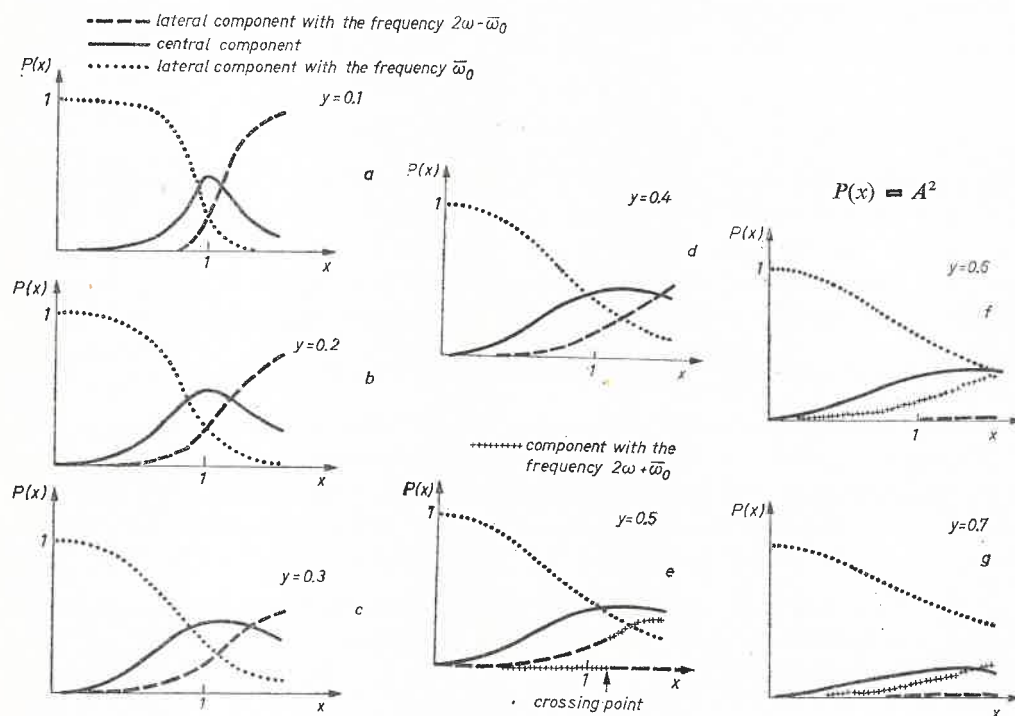 lateral component with the frequency 2ω-ω̅₀
central component
lateral component with the frequency ω̅₀
P(x)
1
y=0.1
a
1
x
P(x)
1
y=0.2
b
1
x
P(x)
1
y=0.3
c
1
x
P(x)
1
y=0.4
d
1
x
component with the
frequency 2ω+ω̅₀
P(x)
1
y=0.5
e
1
x
crossing point
P(x) = A²
P(x)
1
y=0.6
f
1
x
P(x)
y=0.7
g
x